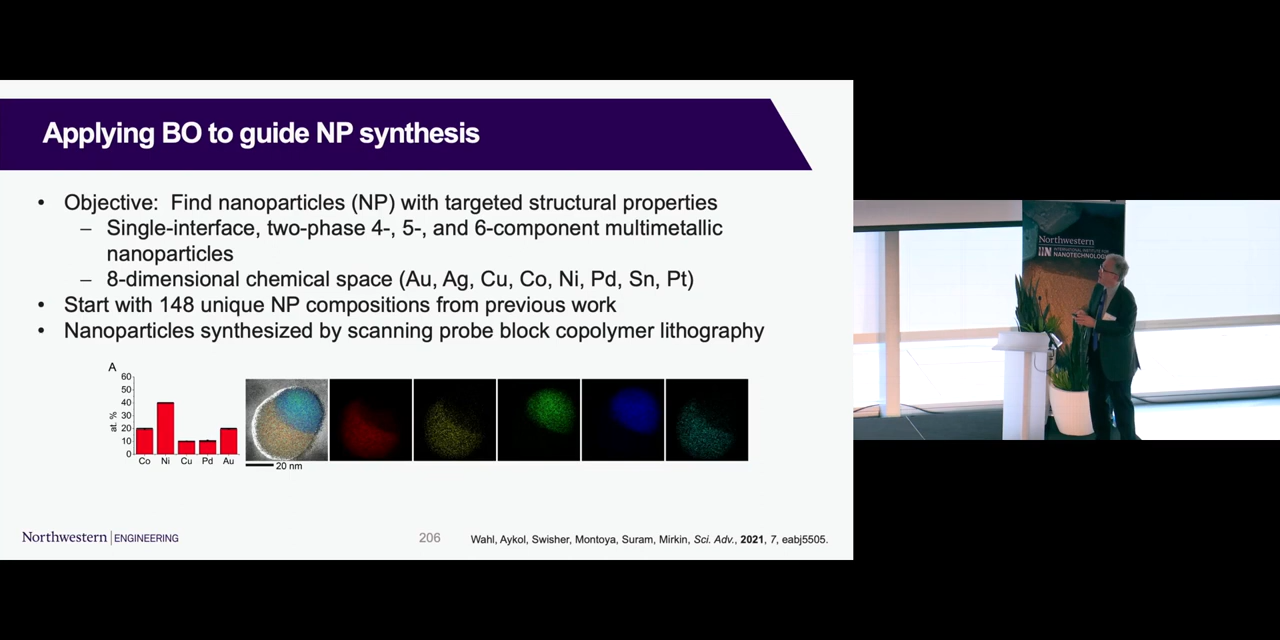 Applying BO to guide NP synthesis
• Objective: Find nanoparticles (NP) with targeted structural properties
– Single-interface, two-phase 4-, 5-, and 6-component multimetallic
nanoparticles
– 8-dimensional chemical space (Au, Ag, Cu, Co, Ni, Pd, Sn, Pt)
• Start with 148 unique NP compositions from previous work
• Nanoparticles synthesized by scanning probe block copolymer lithography
A
at. %
60
50
40
30
20
10
0
Co Ni Cu Pd Au
20 nm
Northwestern | ENGINEERING
206
Wahl, Aykol, Swisher, Montoya, Suram, Mirkin, Sci. Adv., 2021, 7, eabj5505.
Northwestern
INTERNATIONAL INSTITUTE FOR
NANOTECHNOLOGY